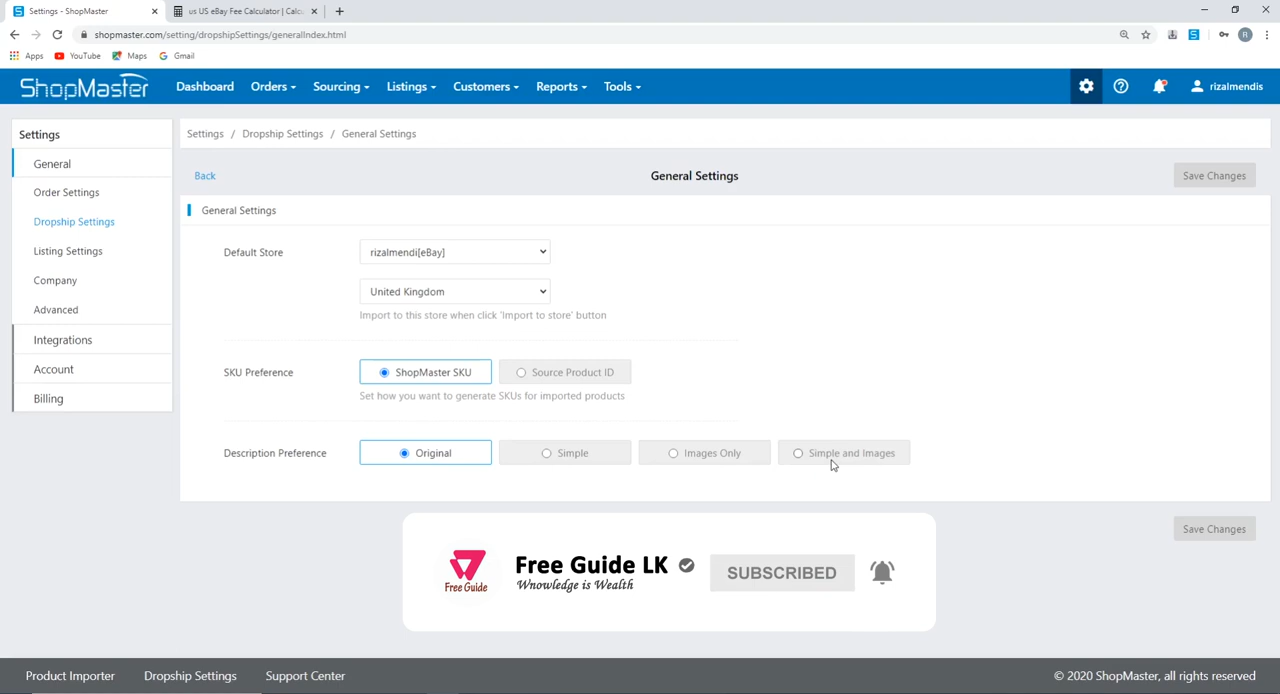 Settings - ShopMaster
us US eBay Fee Calculator | Calcu
shopmaster.com/setting/dropshipSettings/generalIndex.html
Apps YouTube Maps Gmail
ShopMaster Dashboard Orders Sourcing Listings Customers Reports Tools rizalmendis
Settings
General
Order Settings
Dropship Settings
Listing Settings
Company
Advanced
Integrations
Account
Billing
Settings / Dropship Settings / General Settings
Back General Settings Save Changes
General Settings
Default Store rizalmendi[eBay]
United Kingdom
Import to this store when click 'Import to store' button
SKU Preference ShopMaster SKU Source Product ID
Set how you want to generate SKUs for imported products
Description Preference Original Simple Images Only Simple and Images
Save Changes
Free Guide
Free Guide LK
Wnowledge is Wealth
SUBSCRIBED
Product Importer Dropship Settings Support Center © 2020 ShopMaster, all rights reserved